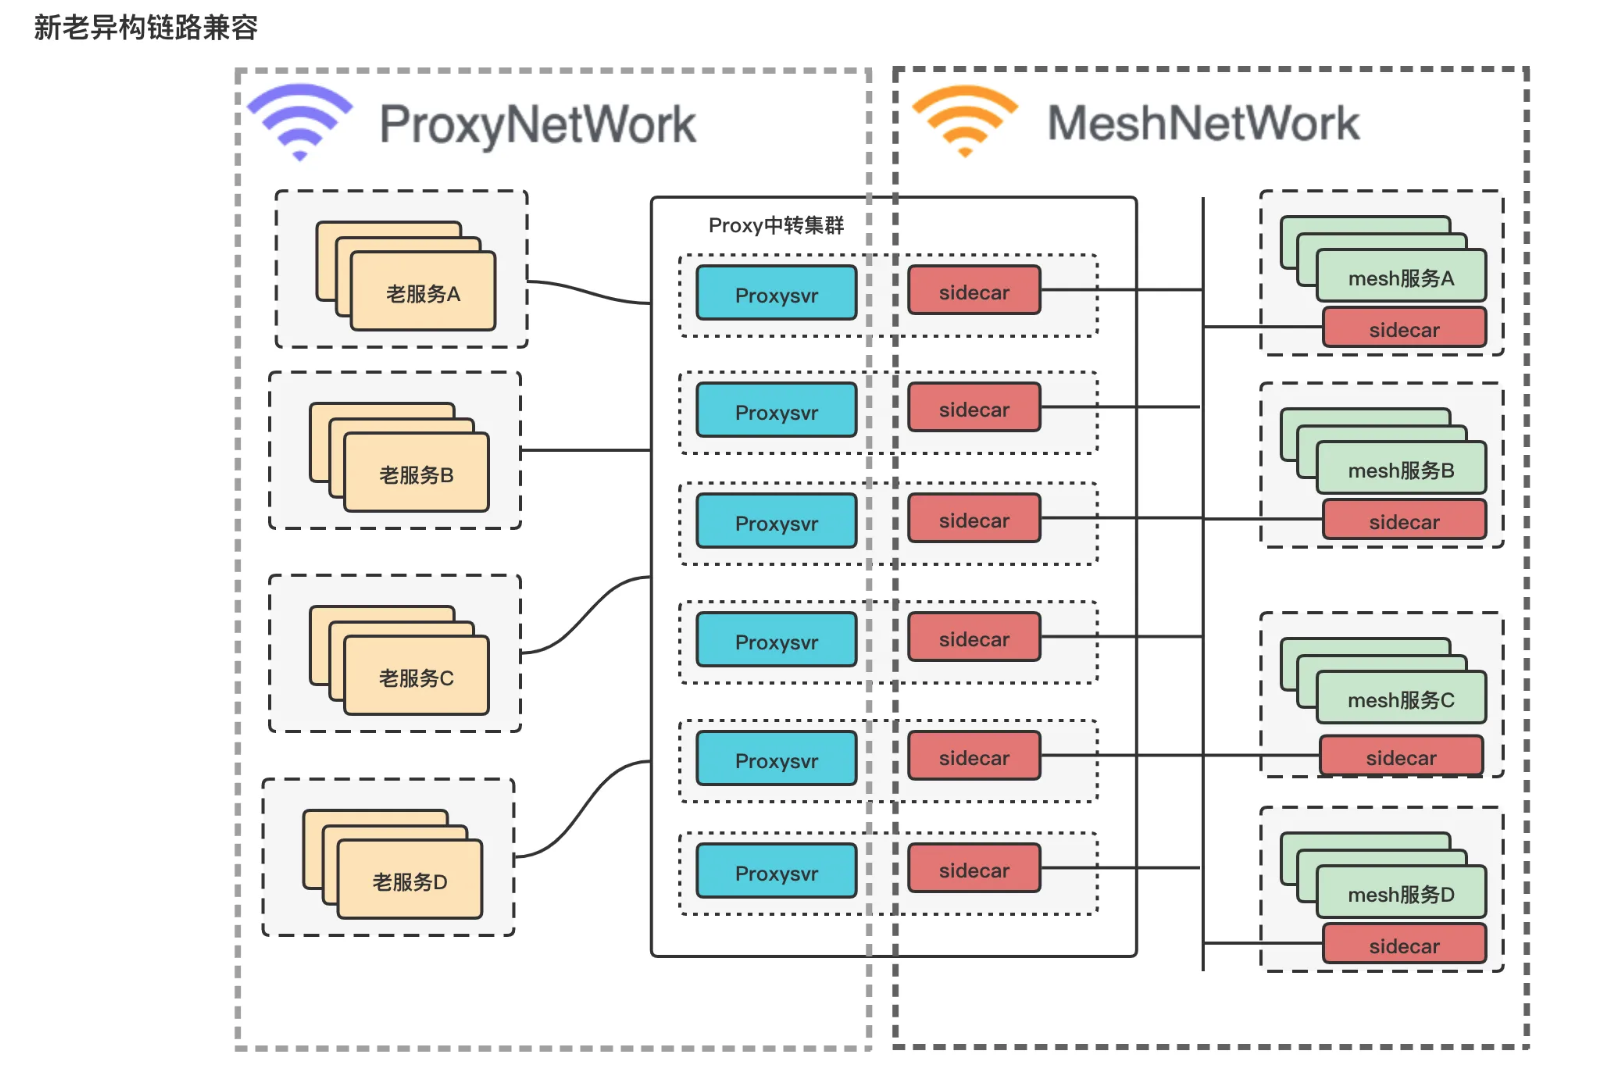 新老异构链路兼容
ProxyNetWork
MeshNetWork
Proxy中转集群
老服务A
老服务B
老服务C
老服务D
Proxysvr
sidecar
Proxysvr
sidecar
Proxysvr
sidecar
Proxysvr
sidecar
Proxysvr
sidecar
Proxysvr
sidecar
mesh服务A
sidecar
mesh服务B
sidecar
mesh服务C
sidecar
mesh服务D
sidecar